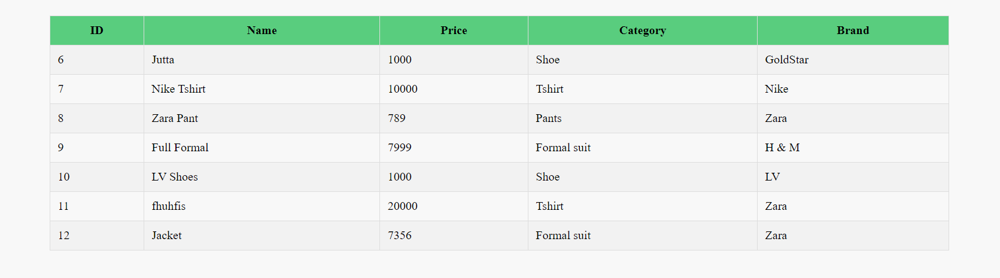 ID Name Price Category Brand
6 Jutta 1000 Shoe GoldStar
7 Nike Tshirt 10000 Tshirt Nike
8 Zara Pant 789 Pants Zara
9 Full Formal 7999 Formal suit H & M
10 LV Shoes 1000 Shoe LV
11 fhuhfis 20000 Tshirt Zara
12 Jacket 7356 Formal suit Zara